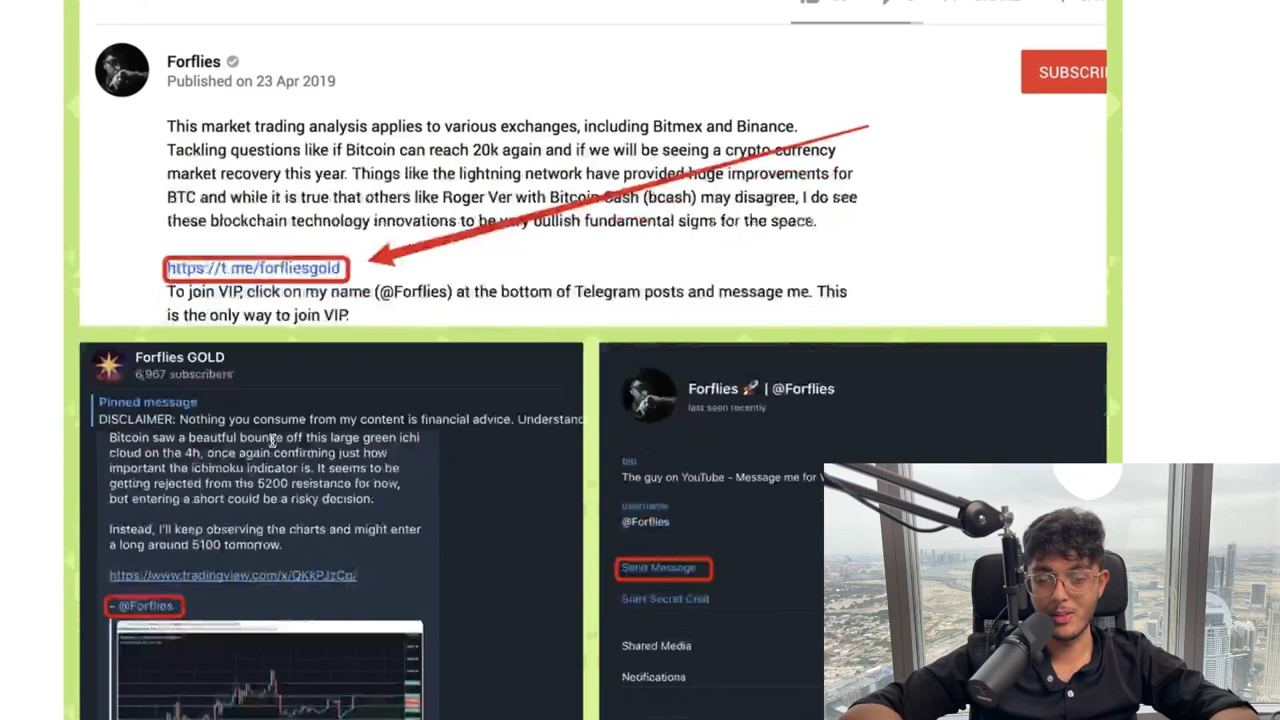 Forflies
Published on 23 Apr 2019
SUBSCRI
This market trading analysis applies to various exchanges, including Bitmex and Binance.
Tackling questions like if Bitcoin can reach 20k again and if we will be seeing a crypto currency
market recovery this year. Things like the lightning network have provided huge improvements for
BTC and while it is true that others like Roger Ver with Bitcoin Cash (bcash) may disagree, I do see
these blockchain technology innovations to be very bullish fundamental signs for the space.
https://t.me/forfliesgold
To join VIP, click on my name (@Forflies) at the bottom of Telegram posts and message me. This
is the only way to join VIP.
Forflies GOLD
6,967 subscribers
Pinned message
DISCLAIMER: Nothing you consume from my content is financial advice. Understand
Bitcoin saw a beautful bounce off this large green ichi
cloud on the 4h, once again confirming just how
important the ichimoku indicator is. It seems to be
getting rejected from the 5200 resistance for now,
but entering a short could be a risky decision.
Instead, I'll keep observing the charts and might enter
a long around 5100 tomorrow.
https://www.tradingview.com/x/QKkPJzCq/
- @Forflies
Forflies 🚀 | @Forflies
last seen recently
bio
The guy on YouTube - Message me for
username
@Forflies
Send Message
Start Secret Chat
Shared Media
Notifications